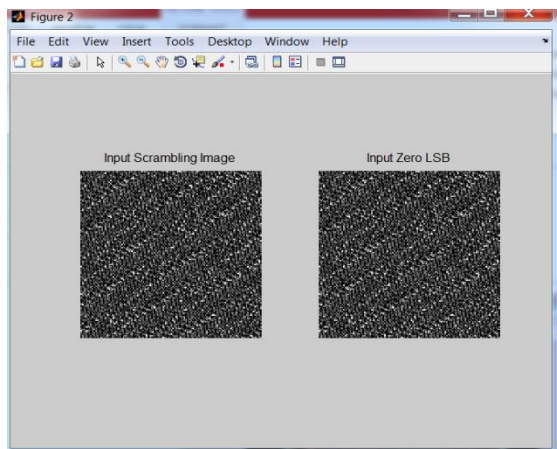 Figure 2
File Edit View Insert Tools Desktop Window Help
Input Scrambling Image Input Zero LSB